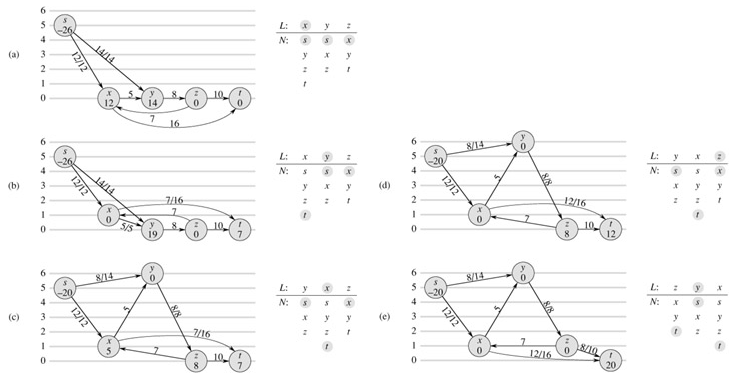 (a)
6
5
4
3
2
1
0
s
–26
12/12
14/14
x
12
5
y
14
8
z
0
10
t
0
7
16
L: x y z
N: s s x
y x y
z z t
t
(b)
6
5
4
3
2
1
0
s
–26
12/12
14/14
x
0
5/5
y
19
7/16
7
8
z
0
10
t
7
L: x y z
N: s s x
y x y
z z t
t
(c)
6
5
4
3
2
1
0
s
–20
8/14
y
0
12/12
5
8/8
x
5
7/16
7
z
8
10
t
7
L: y x z
N: s s x
x y y
z z t
t
(d)
6
5
4
3
2
1
0
s
–20
8/14
y
0
12/12
5
8/8
x
0
12/16
7
z
8
10
t
12
L: y x z
N: s s x
x y y
z z t
t
(e)
6
5
4
3
2
1
0
s
–20
8/14
y
0
12/12
5
8/8
x
0
7
12/16
z
0
8/10
t
20
L: z y x
N: x s s
y x y
t z z
t